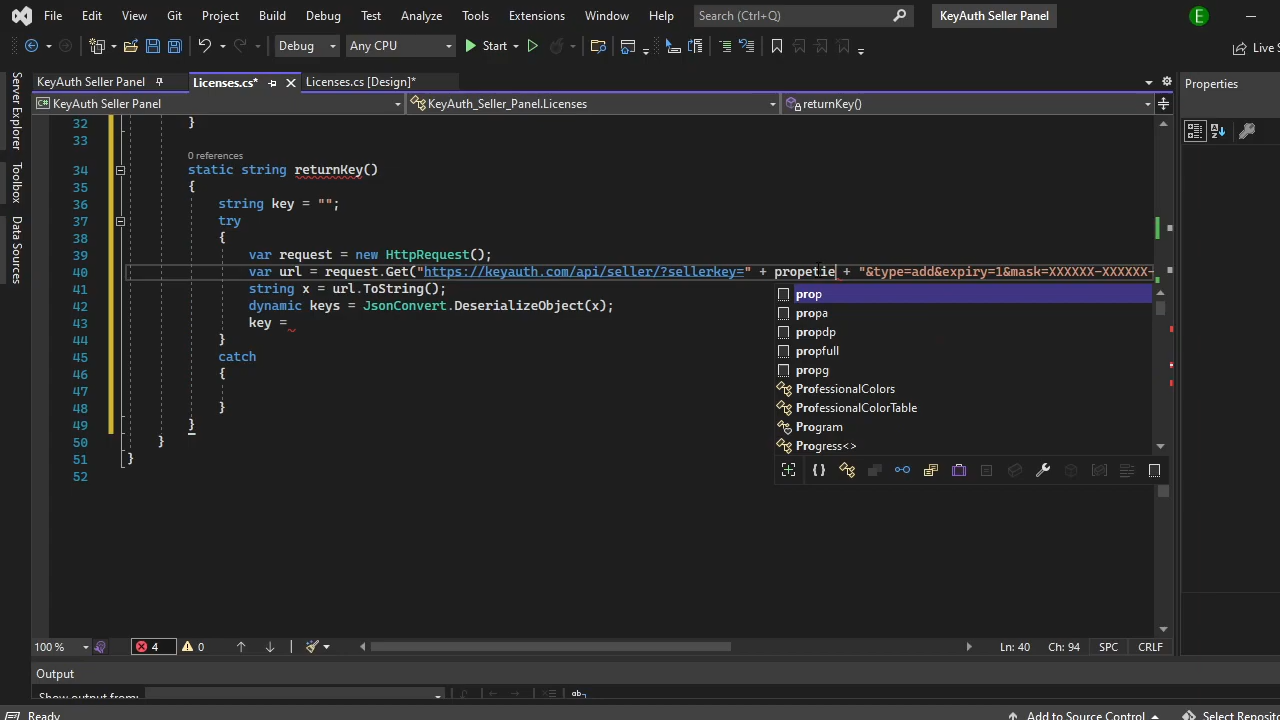 File Edit View Git Project Build Debug Test Analyze Tools Extensions Window Help Search (Ctrl+Q) KeyAuth Seller Panel E
Debug Any CPU Start Live S
KeyAuth Seller Panel Licenses.cs* Licenses.cs [Design]* Properties
C# KeyAuth Seller Panel KeyAuth_Seller_Panel.Licenses returnKey()
Server Explorer
Toolbox
Data Sources
32 }
33
0 references
34 static string returnKey()
35 {
36 string key = "";
37 try
38 {
39 var request = new HttpRequest();
40 var url = request.Get("https://keyauth.com/api/seller/?sellerkey=" + propetie + "&type=add&expiry=1&mask=XXXXXX-XXXXXX-
41 string x = url.ToString();
42 dynamic keys = JsonConvert.DeserializeObject(x);
43 key =
44 }
45 catch
46 {
47
48 }
49 }
50 }
51 }
52
prop
propa
propdp
propfull
propg
ProfessionalColors
ProfessionalColorTable
Program
Progress<>
100 % 4 0 Ln: 40 Ch: 94 SPC CRLF
Output
Show output from:
Ready Add to Source Control Select Reposito